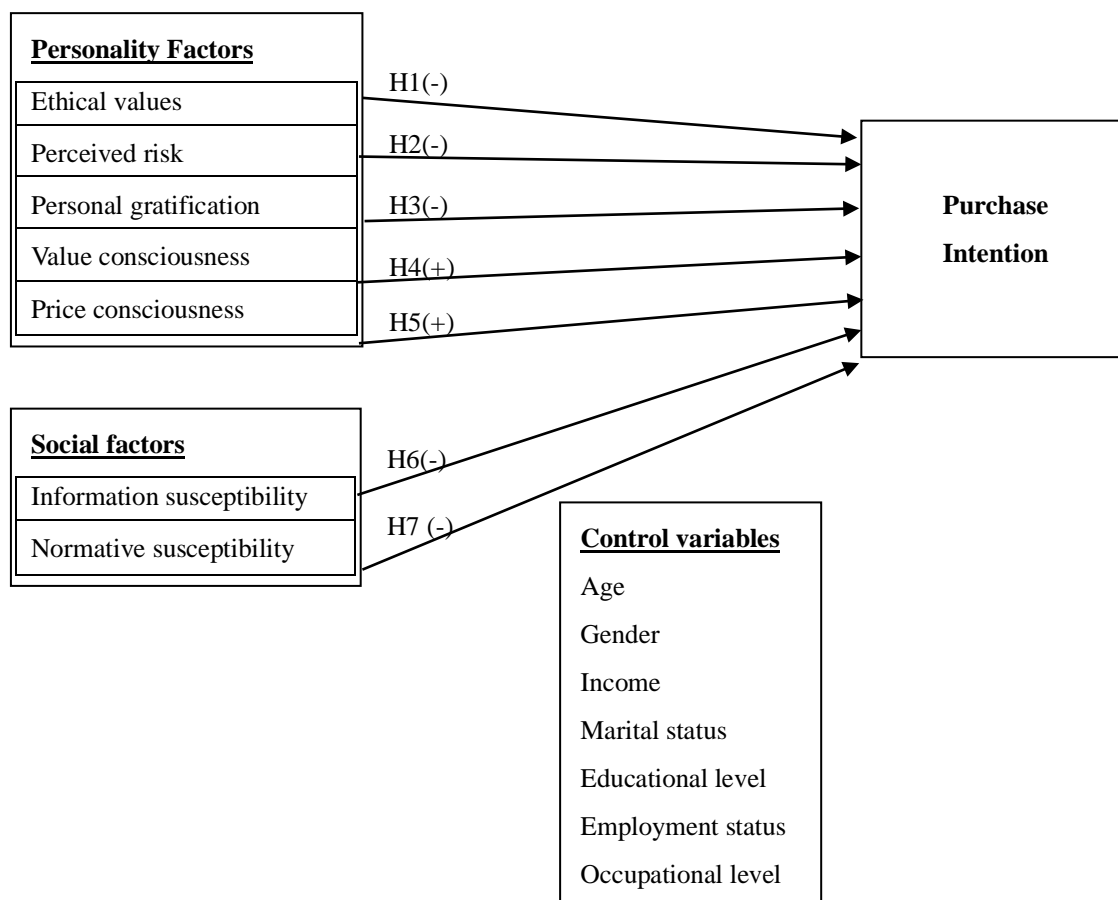 Personality Factors
Ethical values
Perceived risk
Personal gratification
Value consciousness
Price consciousness
H1(-)
H2(-)
H3(-)
H4(+)
H5(+)
Purchase
Intention
Social factors
Information susceptibility
Normative susceptibility
H6(-)
H7 (-)
Control variables
Age
Gender
Income
Marital status
Educational level
Employment status
Occupational level